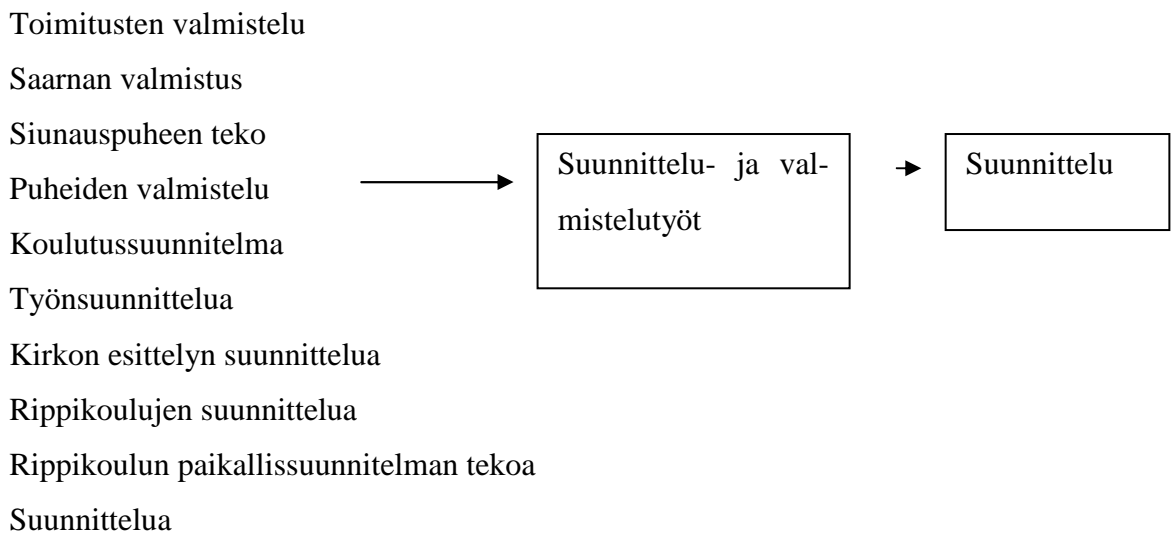 Toimitusten valmistelu
Saarnan valmistus
Siunauspuheen teko
Puheiden valmistelu
Koulutussuunnitelma
Työnsuunnittelua
Kirkon esittelyn suunnittelua
Rippikoulujen suunnittelua
Rippikoulun paikallissuunnitelman tekoa
Suunnittelua
Suunnittelu- ja val-
mistelutyöt
Suunnittelu